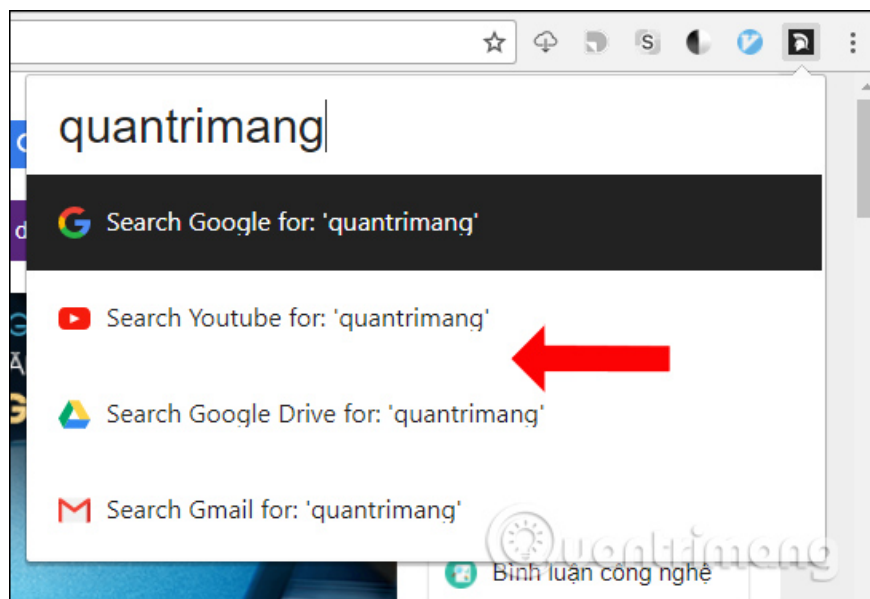 quantrimang
Search Google for: 'quantrimang'
Search Youtube for: 'quantrimang'
Search Google Drive for: 'quantrimang'
Search Gmail for: 'quantrimang'
Quantrimang
Bình luận công nghệ